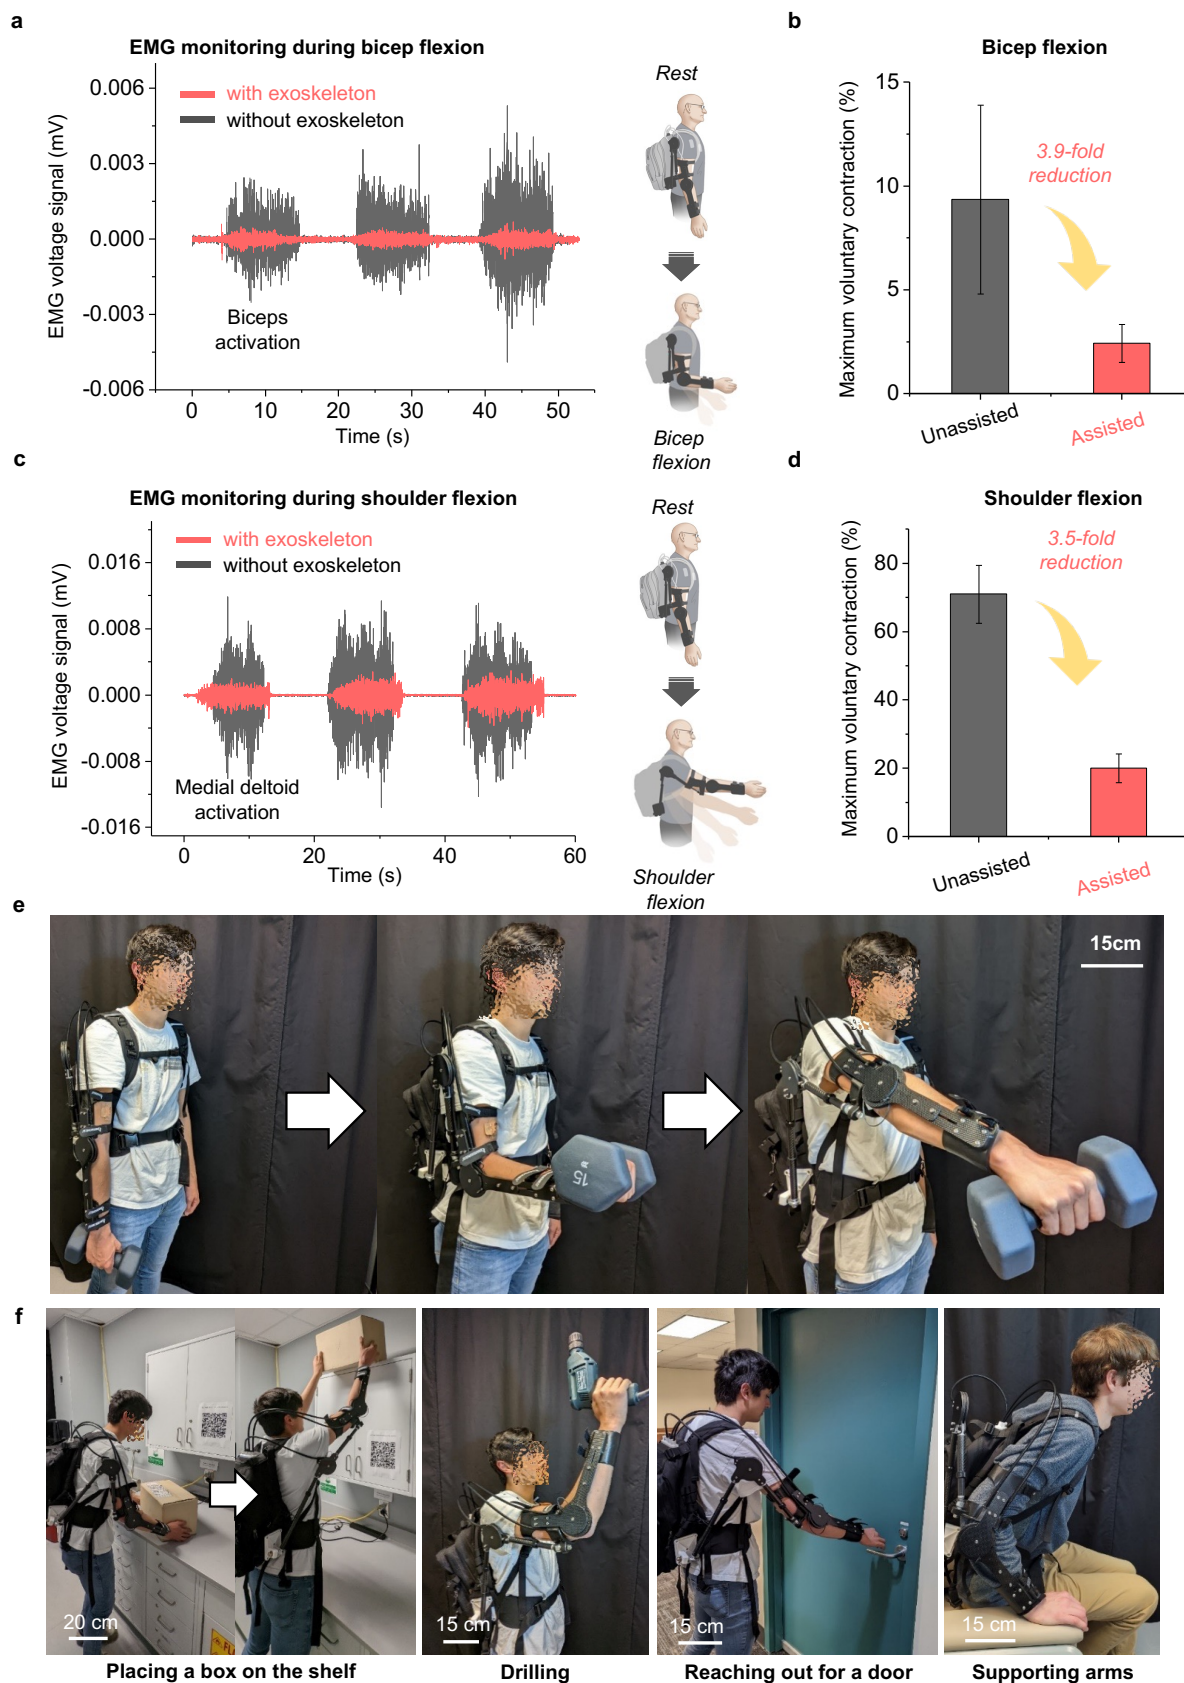 a
EMG monitoring during bicep flexion
EMG voltage signal (mV)
0.006
0.003
0.000
-0.003
-0.006
with exoskeleton
without exoskeleton
Biceps
activation
0 10 20 30 40 50
Time (s)
Rest
Bicep
flexion
b
Bicep flexion
Maximum voluntary contraction (%)
15
10
5
0
3.9-fold
reduction
Unassisted
Assisted
c
EMG monitoring during shoulder flexion
EMG voltage signal (mV)
0.016
0.008
0.000
-0.008
-0.016
with exoskeleton
without exoskeleton
Medial deltoid
activation
0 20 40 60
Time (s)
Rest
Shoulder
flexion
d
Shoulder flexion
Maximum voluntary contraction (%)
80
60
40
20
0
3.5-fold
reduction
Unassisted
Assisted
e
15cm
15
f
20 cm
Placing a box on the shelf
15 cm
Drilling
15 cm
Reaching out for a door
15 cm
Supporting arms